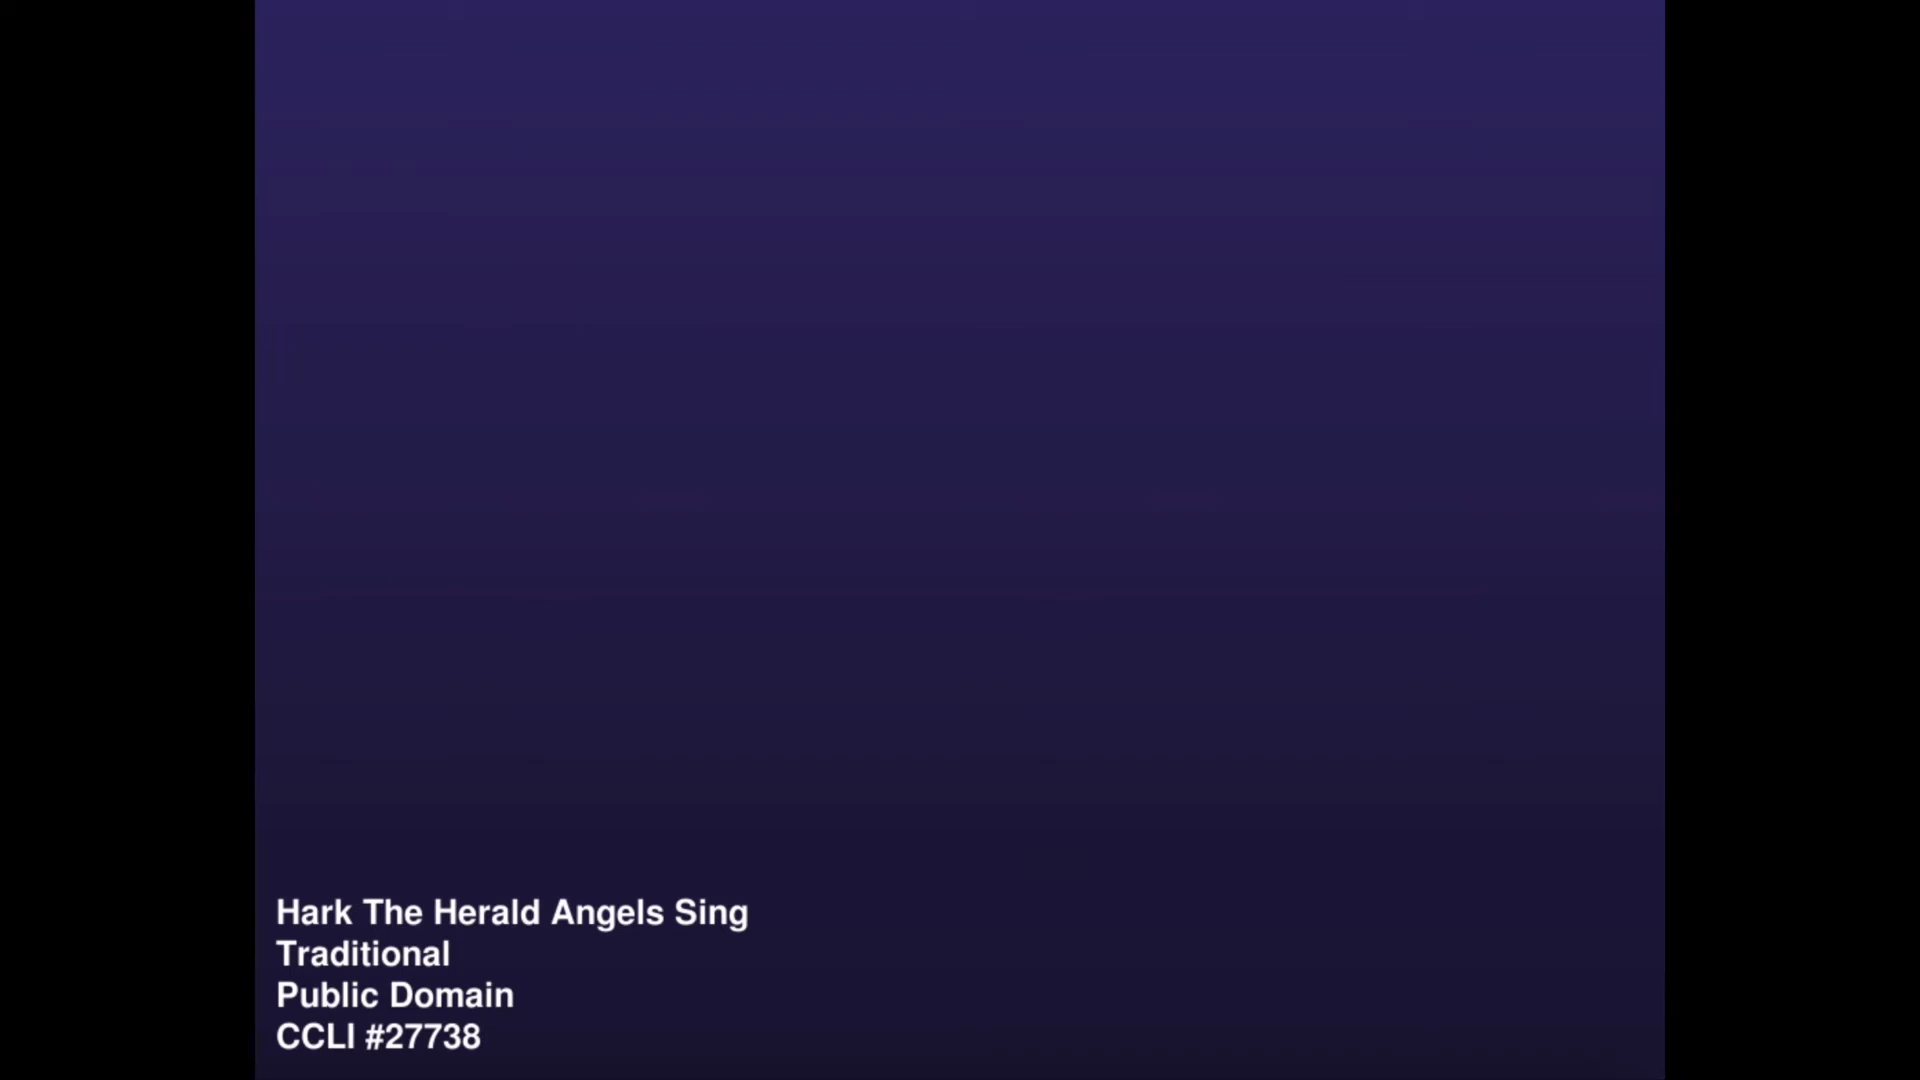 Hark The Herald Angels Sing
Traditional
Public Domain
CCLI #27738